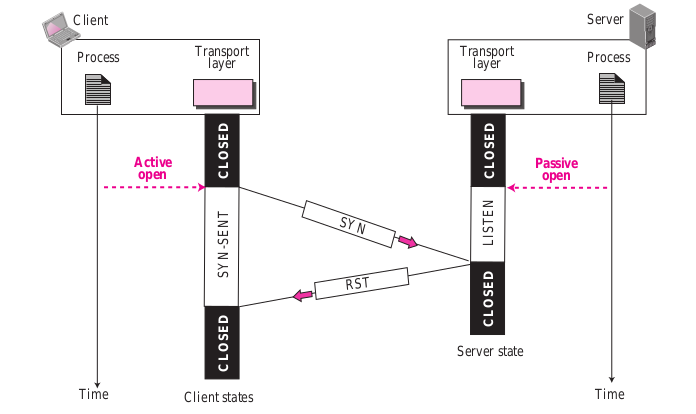 Client
Server
Process
Transport
layer
Transport
layer
Process
CLOSED
CLOSED
Active
open
Passive
open
SYN-SENT
SYN
LISTEN
RST
CLOSED
CLOSED
Server state
Time
Client states
Time